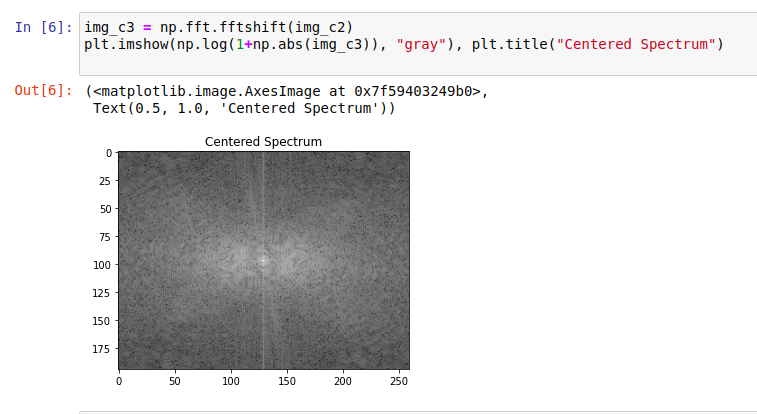 In [6]: img_c3 = np.fft.fftshift(img_c2)
plt.imshow(np.log(1+np.abs(img_c3)), "gray"), plt.title("Centered Spectrum")
Out[6]: (<matplotlib.image.AxesImage at 0x7f59403249b0>,
Text(0.5, 1.0, 'Centered Spectrum'))
Centered Spectrum
0
25
50
75
100
125
150
175
0 50 100 150 200 250